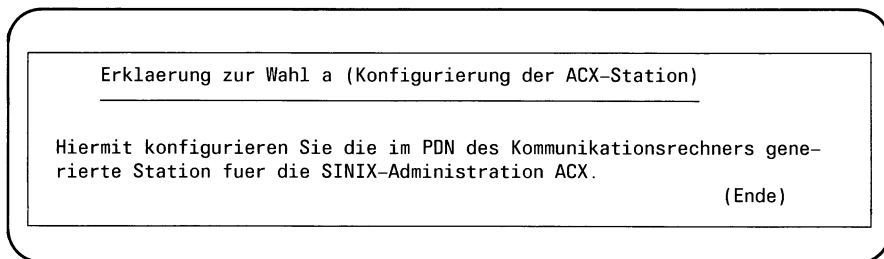 Erklaerung zur Wahl a (Konfigurierung der ACX-Station)
Hiermit konfigurieren Sie die im PDN des Kommunikationsrechners gene-
rierte Station fuer die SINIX-Administration ACX.
(Ende)